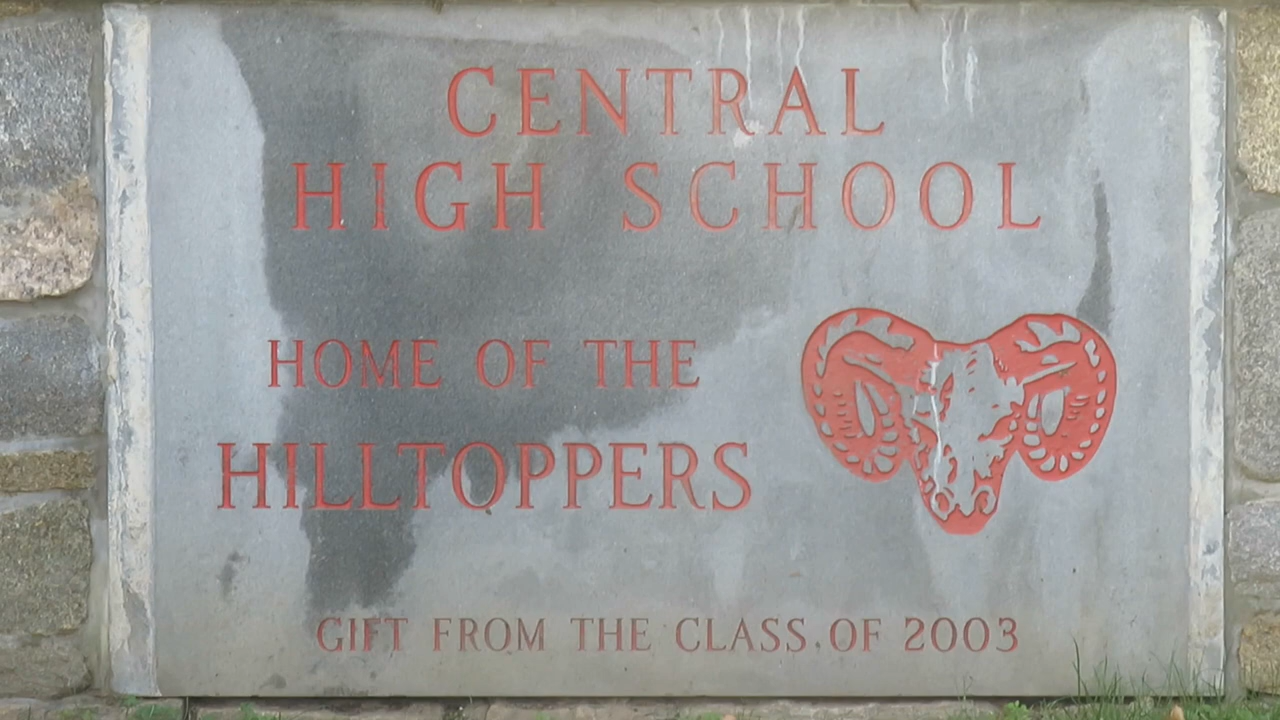 CENTRAL
HIGH SCHOOL
HOME OF THE
HILLTOPPERS
GIFT FROM THE CLASS OF 2003